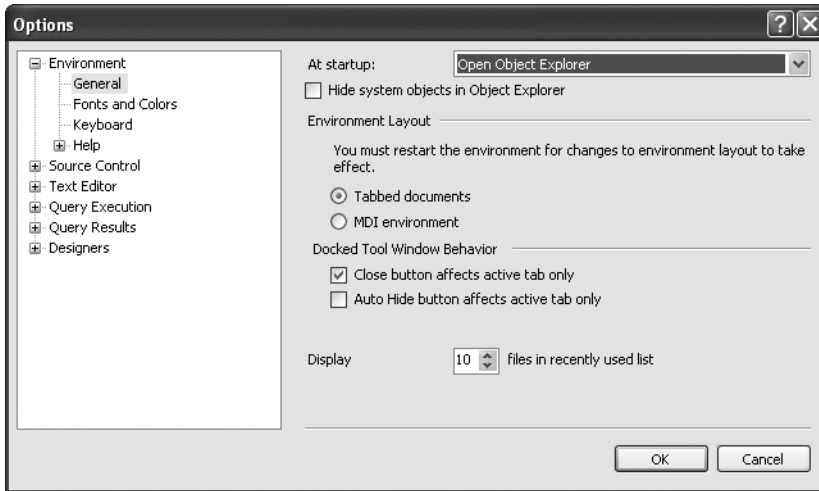 Options
Environment
General
Fonts and Colors
Keyboard
Help
Source Control
Text Editor
Query Execution
Query Results
Designers
At startup: Open Object Explorer
Hide system objects in Object Explorer
Environment Layout
You must restart the environment for changes to environment layout to take
effect.
Tabbed documents
MDI environment
Docked Tool Window Behavior
Close button affects active tab only
Auto Hide button affects active tab only
Display 10 files in recently used list
OK Cancel